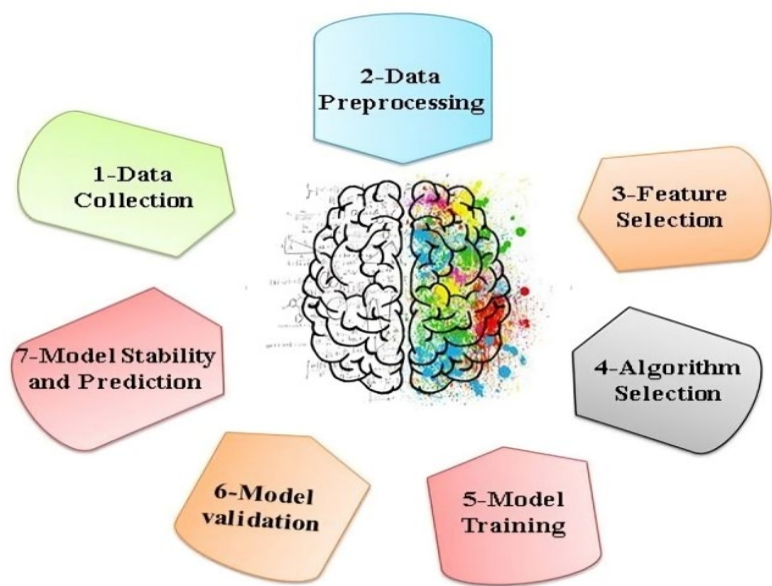 1-Data
Collection
2-Data
Preprocessing
3-Feature
Selection
4-Algorithm
Selection
5-Model
Training
6-Model
validation
7-Model Stability
and Prediction